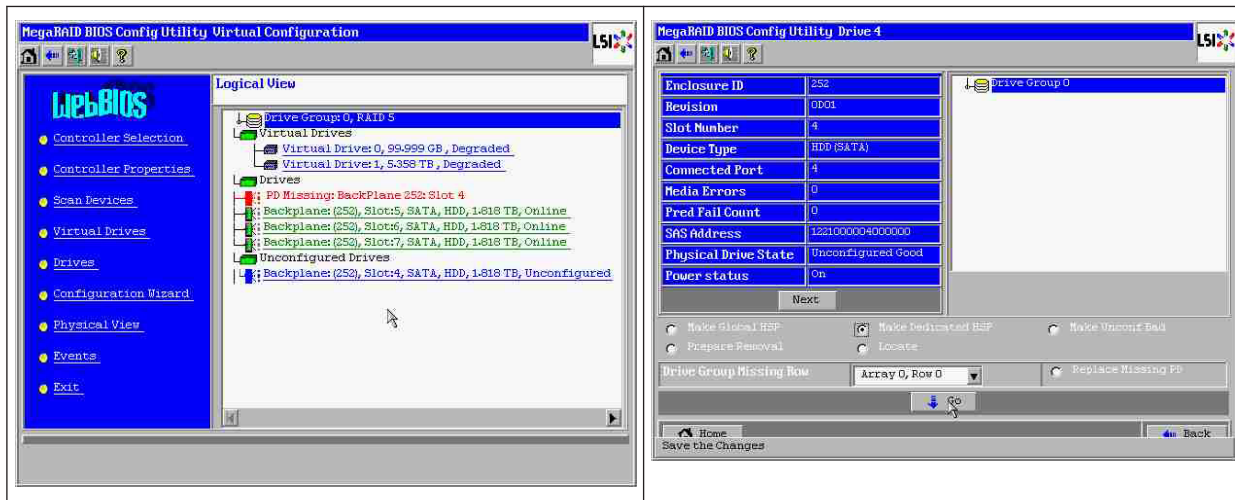 MegaRAID BIOS Config Utility Virtual Configuration
LSI
WebBIOS
Controller Selection
Controller Properties
Scan Devices
Virtual Drives
Drives
Configuration Wizard
Physical View
Events
Exit
Logical View
Drive Group: 0, RAID 5
Virtual Drives
Virtual Drive: 0, 99.999 GB, Degraded
Virtual Drive: 1, 5.358 TB, Degraded
Drives
PD Missing: BackPlane 252: Slot 4
Backplane: (252), Slot:5, SATA, HDD, 1.818 TB, Online
Backplane: (252), Slot:6, SATA, HDD, 1.818 TB, Online
Backplane: (252), Slot:7, SATA, HDD, 1.818 TB, Online
Unconfigured Drives
Backplane: (252), Slot:4, SATA, HDD, 1.818 TB, Unconfigured
MegaRAID BIOS Config Utility Drive 4
LSI
Enclosure ID 252
Revision 0D01
Slot Number 4
Device Type HDD (SATA)
Connected Port 4
Media Errors 0
Pred Fail Count 0
SAS Address 1221000004000000
Physical Drive State Unconfigured Good
Power status On
Next
Drive Group 0
Make Global HSP Make Dedicated HSP Make Unconf Bad
Prepare Removal Locate
Drive Group Missing Row Array 0, Row 0 Replace Missing PD
Go
Home Back
Save the Changes